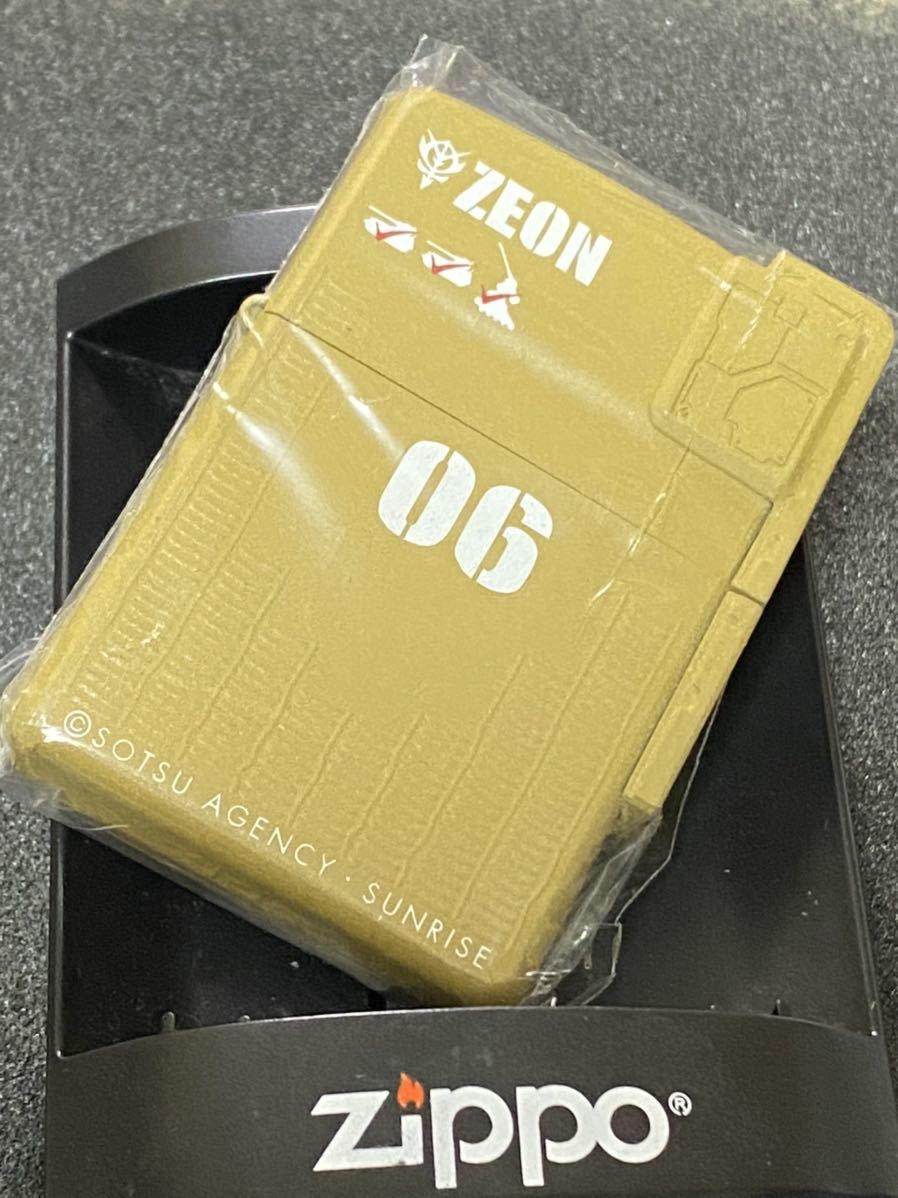 ZEON
06
©SOTSU AGENCY · SUNRISE
zippo®